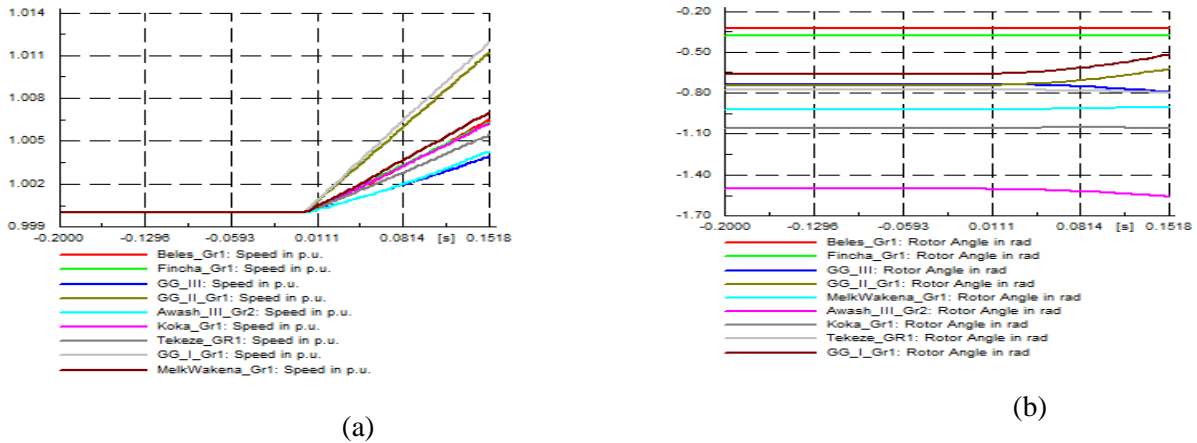 1.014
1.011
1.008
1.005
1.002
0.999
-0.2000 -0.1296 -0.0593 0.0111 0.0814 [s] 0.1518
Beles_Gr1: Speed in p.u.
Fincha_Gr1: Speed in p.u.
GG_III: Speed in p.u.
GG_II_Gr1: Speed in p.u.
Awash_III_Gr2: Speed in p.u.
Koka_Gr1: Speed in p.u.
Tekeze_GR1: Speed in p.u.
GG_I_Gr1: Speed in p.u.
MelkWakena_Gr1: Speed in p.u.
(a)
-0.20
-0.50
-0.80
-1.10
-1.40
-1.70
-0.2000 -0.1296 -0.0593 0.0111 0.0814 [s] 0.1518
Beles_Gr1: Rotor Angle in rad
Fincha_Gr1: Rotor Angle in rad
GG_III: Rotor Angle in rad
GG_II_Gr1: Rotor Angle in rad
MelkWakena_Gr1: Rotor Angle in rad
Awash_III_Gr2: Rotor Angle in rad
Koka_Gr1: Rotor Angle in rad
Tekeze_GR1: Rotor Angle in rad
GG_I_Gr1: Rotor Angle in rad
(b)